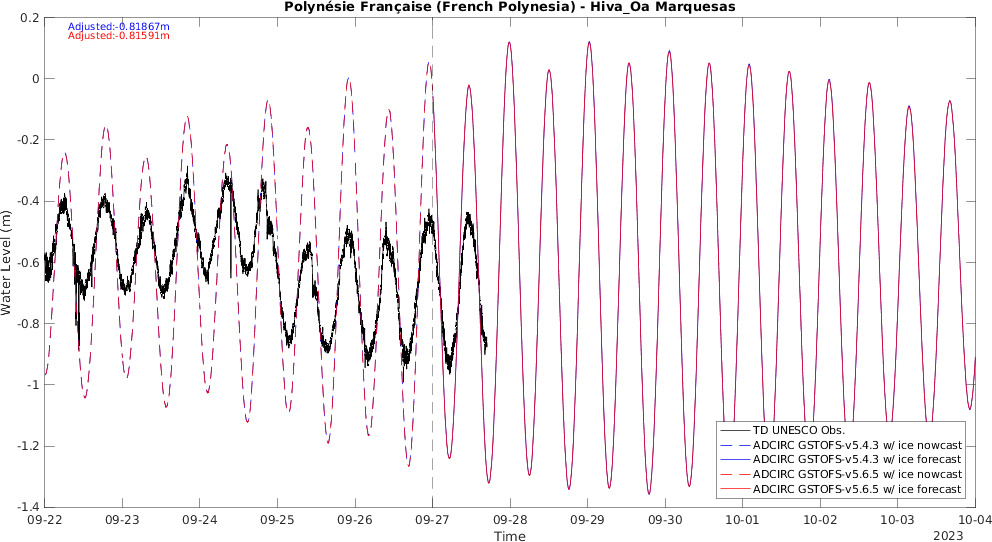 Polynésie Française (French Polynesia) - Hiva_Oa Marquesas
Adjusted:-0.81867m
Adjusted:-0.81591m
0.2
0
-0.2
-0.4
-0.6
-0.8
-1
-1.2
-1.4
Water Level (m)
TD UNESCO Obs.
ADCIRC GSTOFS-v5.4.3 w/ ice nowcast
ADCIRC GSTOFS-v5.4.3 w/ ice forecast
ADCIRC GSTOFS-v5.6.5 w/ ice nowcast
ADCIRC GSTOFS-v5.6.5 w/ ice forecast
09-22 09-23 09-24 09-25 09-26 09-27 09-28 09-29 09-30 10-01 10-02 10-03 10-04
Time
2023